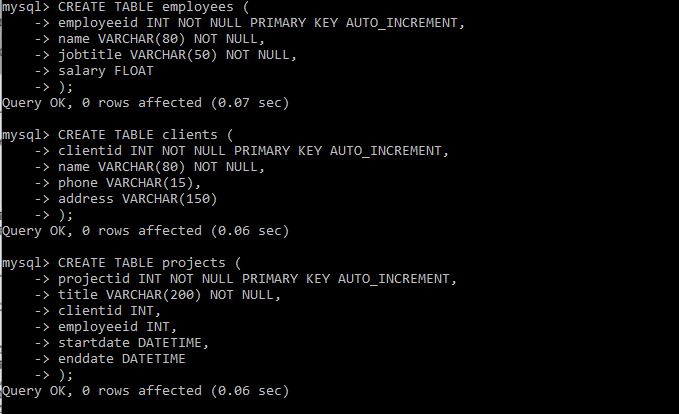 mysql> CREATE TABLE employees (
    -> employeeid INT NOT NULL PRIMARY KEY AUTO_INCREMENT,
    -> name VARCHAR(80) NOT NULL,
    -> jobtitle VARCHAR(50) NOT NULL,
    -> salary FLOAT
    -> );
Query OK, 0 rows affected (0.07 sec)

mysql> CREATE TABLE clients (
    -> clientid INT NOT NULL PRIMARY KEY AUTO_INCREMENT,
    -> name VARCHAR(80) NOT NULL,
    -> phone VARCHAR(15),
    -> address VARCHAR(150)
    -> );
Query OK, 0 rows affected (0.06 sec)

mysql> CREATE TABLE projects (
    -> projectid INT NOT NULL PRIMARY KEY AUTO_INCREMENT,
    -> title VARCHAR(200) NOT NULL,
    -> clientid INT,
    -> employeeid INT,
    -> startdate DATETIME,
    -> enddate DATETIME
    -> );
Query OK, 0 rows affected (0.06 sec)